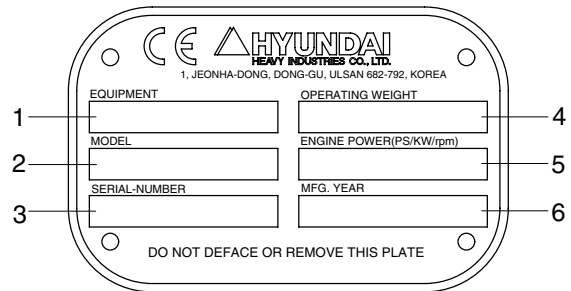 CE HYUNDAI
HEAVY INDUSTRIES CO., LTD.
1, JEONHA-DONG, DONG-GU, ULSAN 682-792, KOREA
EQUIPMENT OPERATING WEIGHT
1 4
MODEL ENGINE POWER(PS/KW/rpm)
2 5
SERIAL-NUMBER MFG. YEAR
3 6
DO NOT DEFACE OR REMOVE THIS PLATE